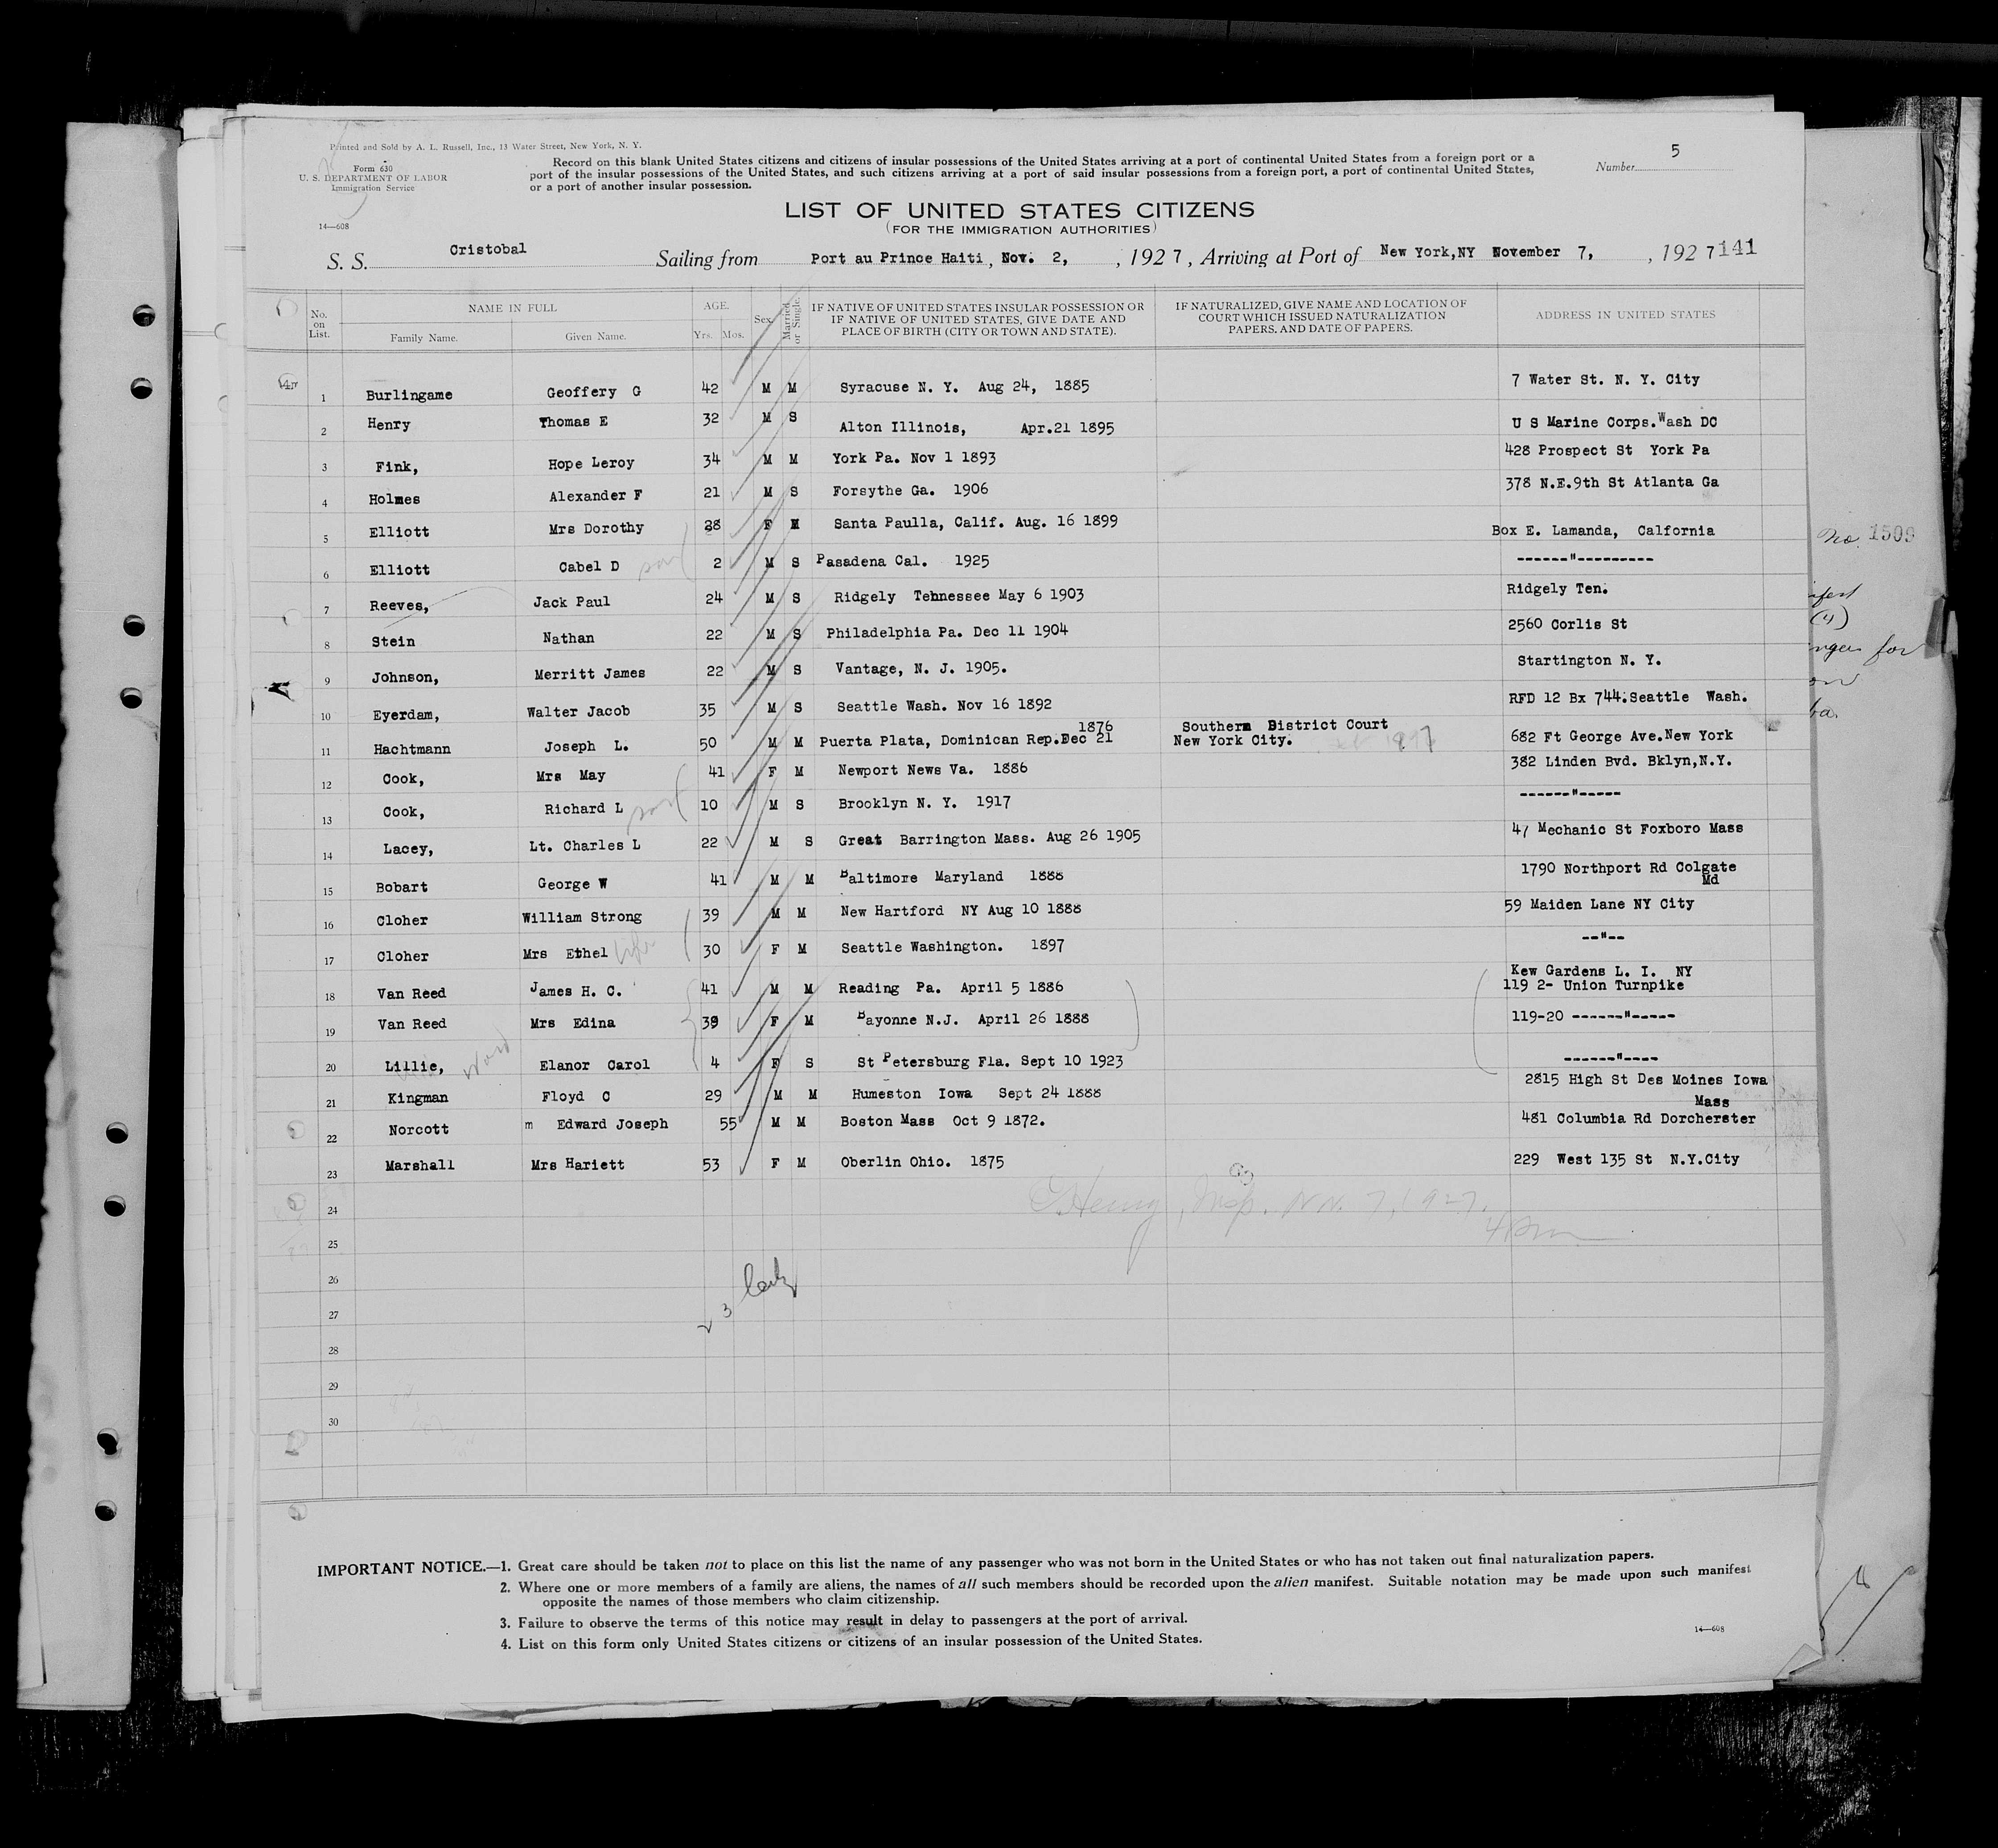 Printed and Sold by A. L. Russell, Inc., 13 Water Street, New York, N. Y.
Form 630
U. S. DEPARTMENT OF LABOR
Immigration Service
14—608
Record on this blank United States citizens and citizens of insular possessions of the United States arriving at a port of continental United States from a foreign port or a
port of the insular possessions of the United States, and such citizens arriving at a port of said insular possessions from a foreign port, a port of continental United States,
or a port of another insular possession.
Number 5
LIST OF UNITED STATES CITIZENS
(FOR THE IMMIGRATION AUTHORITIES)
S. S. Cristobal Sailing from Port au Prince Haiti, Nov. 2, , 1927, Arriving at Port of New York,NY November 7, , 1927 141
No. on List. NAME IN FULL Family Name. Given Name. AGE. Yrs. Mos. Sex. Married or Single. IF NATIVE OF UNITED STATES INSULAR POSSESSION OR IF NATIVE OF UNITED STATES, GIVE DATE AND PLACE OF BIRTH (CITY OR TOWN AND STATE). IF NATURALIZED, GIVE NAME AND LOCATION OF COURT WHICH ISSUED NATURALIZATION PAPERS, AND DATE OF PAPERS. ADDRESS IN UNITED STATES
1 Burlingame Geoffery G 42 M M Syracuse N. Y. Aug 24, 1885 7 Water St. N. Y. City
2 Henry Thomas E 32 M S Alton Illinois, Apr.21 1895 U S Marine Corps.Wash DC
3 Fink, Hope Leroy 34 M M York Pa. Nov 1 1893 428 Prospect St York Pa
4 Holmes Alexander F 21 M S Forsythe Ga. 1906 378 N.E.9th St Atlanta Ga
5 Elliott Mrs Dorothy 28 F M Santa Paulla, Calif. Aug. 16 1899 Box E. Lamanda, Calfornia
6 Elliott Cabel D son 2 M S Pasadena Cal. 1925 ------"---------
7 Reeves, Jack Paul 24 M S Ridgely Tehnessee May 6 1903 Ridgely Ten.
8 Stein Nathan 22 M S Philadelphia Pa. Dec 11 1904 2560 Corlis St
9 Johnson, Merritt James 22 M S Vantage, N. J. 1905. Startington N. Y.
10 Eyerdam, Walter Jacob 35 M S Seattle Wash. Nov 16 1892 RFD 12 Bx 744.Seattle Wash.
11 Hachtmann Joseph L. 50 M M Puerta Plata, Dominican Rep.Dec 21 1876 Southern District Court New York City. 682 Ft George Ave.New York
12 Cook, Mrs May 41 F M Newport News Va. 1886 382 Linden Bvd. Bklyn,N.Y.
13 Cook, Richard L son 10 M S Brooklyn N. Y. 1917 ------"-----
14 Lacey, Lt. Charles L 22 M S Great Barrington Mass. Aug 26 1905 47 Mechanic St Foxboro Mass
15 Bobart George W 41 M M Baltimore Maryland 1888 1790 Northport Rd Colgate Md
16 Cloher William Strong 39 M M New Hartford NY Aug 10 1888 59 Maiden Lane NY City
17 Cloher Mrs Ethel wife 30 F M Seattle Washington. 1897 --"--
18 Van Reed James H. C. 41 M M Reading Pa. April 5 1886 Kew Gardens L. I. NY 119 2- Union Turnpike
19 Van Reed Mrs Edina 39 F M Bayonne N.J. April 26 1888 119-20 ------"-----
20 Lillie, Ward Elanor Carol 4 F S St Petersburg Fla. Sept 10 1923 ------"----
21 Kingman Floyd C 29 M M Humeston Iowa Sept 24 1888 2815 High St Des Moines Iowa
22 Norcott m Edward Joseph 55 M M Boston Mass Oct 9 1872. 481 Columbia Rd Dorcherster Mass
23 Marshall Mrs Hariett 53 F M Oberlin Ohio. 1875 229 West 135 St N.Y.City
24
25
26
27
28
29
30
Henry, Insp. Nov. 7, 1927.
IMPORTANT NOTICE.—1. Great care should be taken not to place on this list the name of any passenger who was not born in the United States or who has not taken out final naturalization papers.
2. Where one or more members of a family are aliens, the names of all such members should be recorded upon the alien manifest. Suitable notation may be made upon such manifest
opposite the names of those members who claim citizenship.
3. Failure to observe the terms of this notice may result in delay to passengers at the port of arrival.
4. List on this form only United States citizens or citizens of an insular possession of the United States.
14—608
No. 1509
for